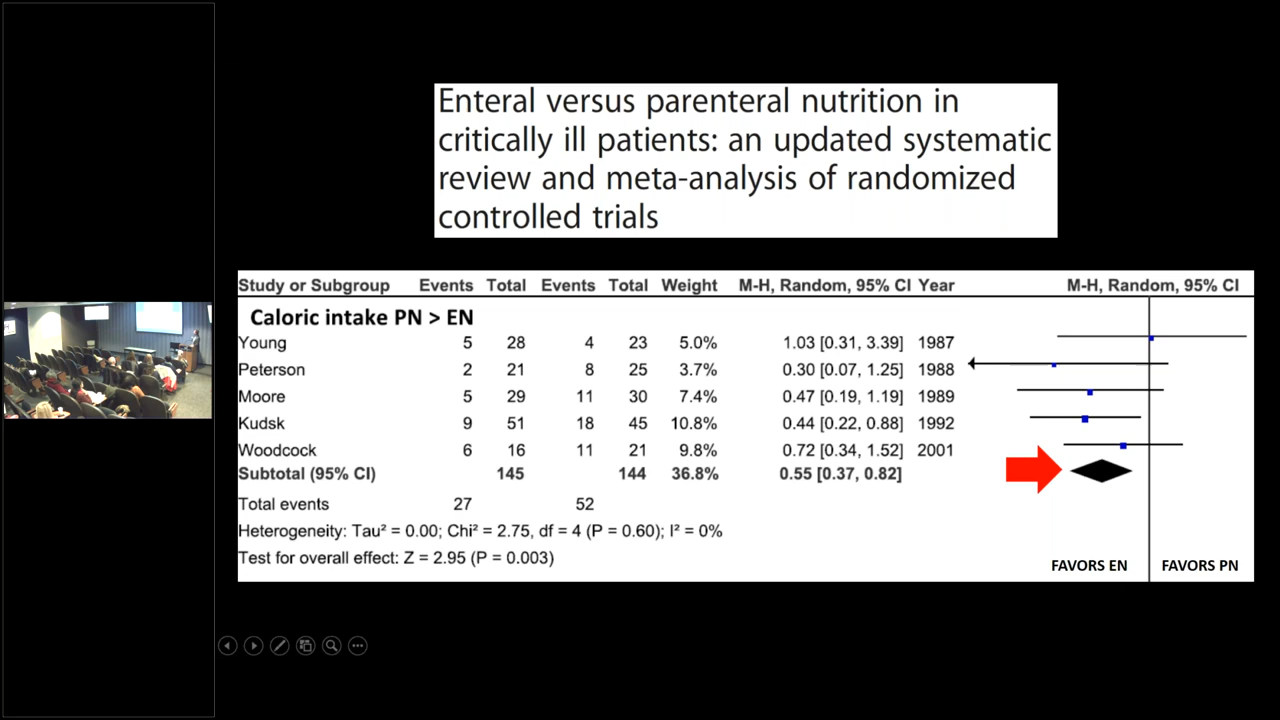 Enteral versus parenteral nutrition in
critically ill patients: an updated systematic
review and meta-analysis of randomized
controlled trials
Study or Subgroup Events Total Events Total Weight M-H, Random, 95% CI Year M-H, Random, 95% CI
Caloric intake PN > EN
Young 5 28 4 23 5.0% 1.03 [0.31, 3.39] 1987
Peterson 2 21 8 25 3.7% 0.30 [0.07, 1.25] 1988
Moore 5 29 11 30 7.4% 0.47 [0.19, 1.19] 1989
Kudsk 9 51 18 45 10.8% 0.44 [0.22, 0.88] 1992
Woodcock 6 16 11 21 9.8% 0.72 [0.34, 1.52] 2001
Subtotal (95% CI) 145 144 36.8% 0.55 [0.37, 0.82]
Total events 27 52
Heterogeneity: Tau² = 0.00; Chi² = 2.75, df = 4 (P = 0.60); I² = 0%
Test for overall effect: Z = 2.95 (P = 0.003)
FAVORS EN FAVORS PN